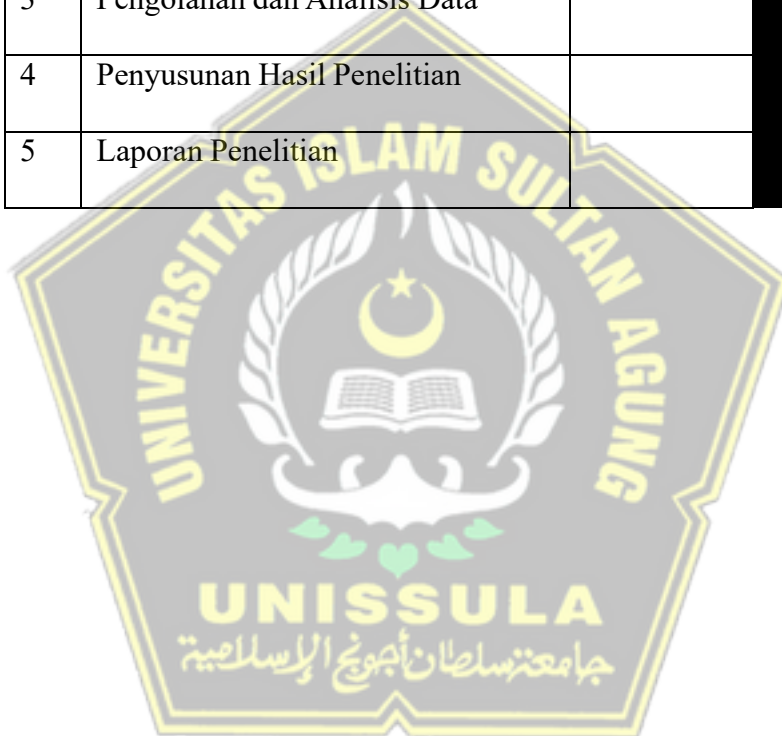 3 Pengolahan dan Analisis Data
4 Penyusunan Hasil Penelitian
5 Laporan Penelitian
UNIVERSITAS ISLAM SULTAN AGUNG
UNISSULA
جامعة سلطان أجونج الإسلامية